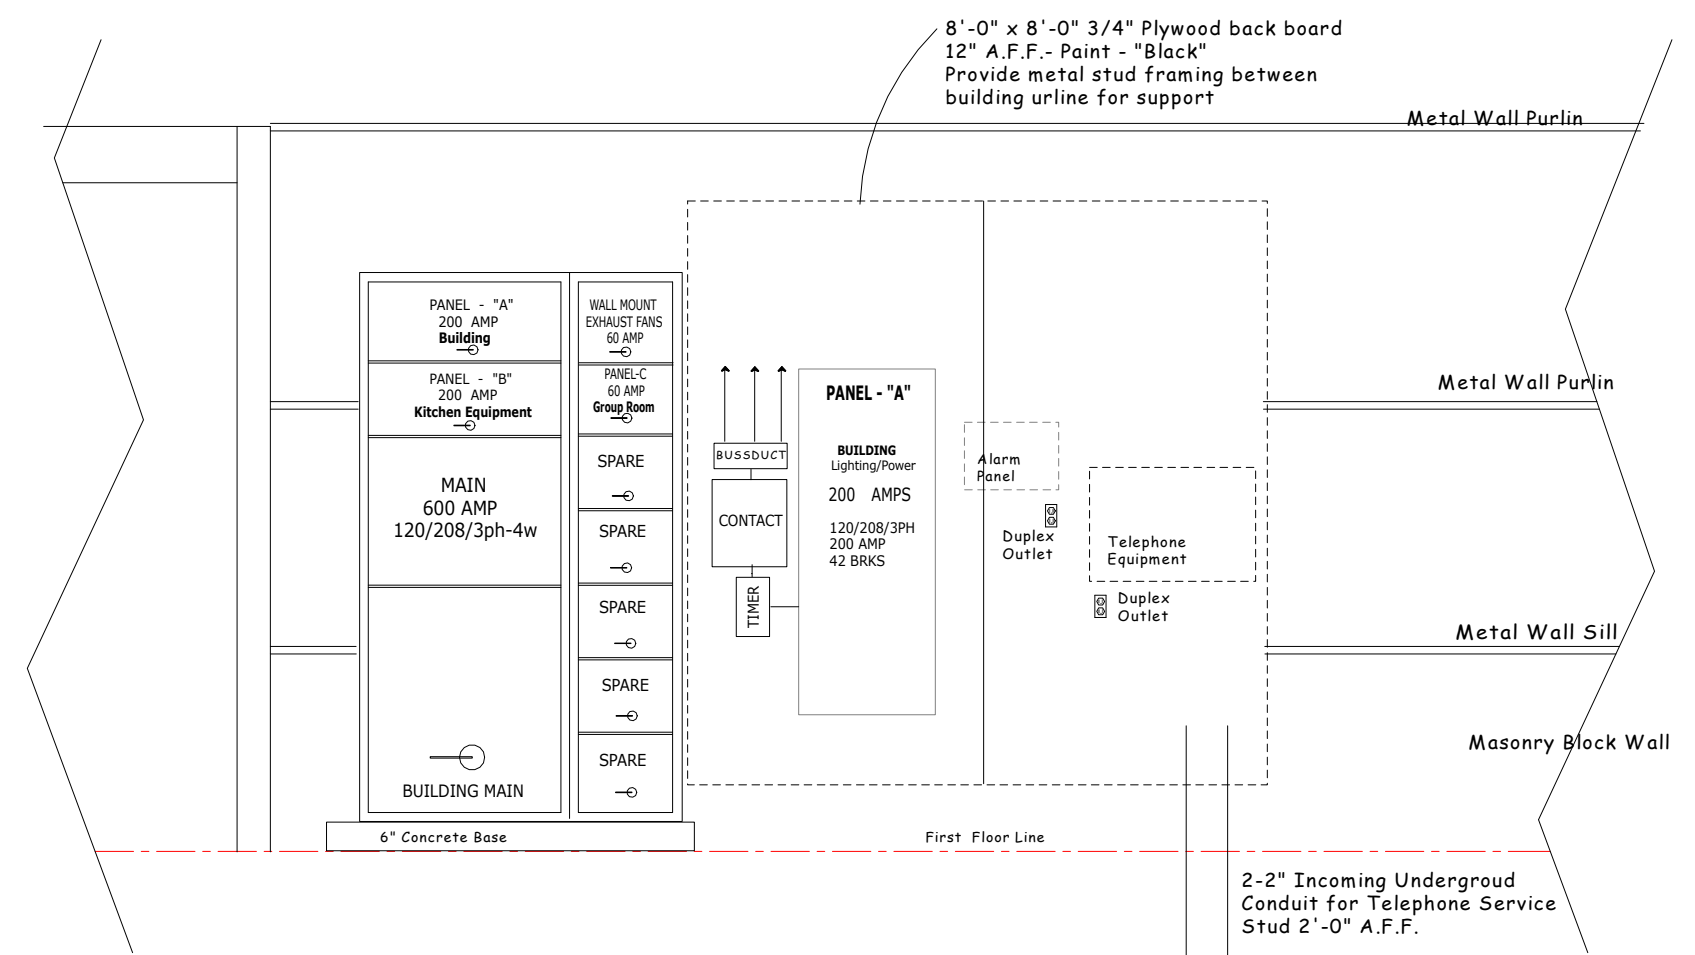 8'-0" x 8'-0" 3/4" Plywood back board
12" A.F.F.- Paint - "Black"
Provide metal stud framing between
building urline for support
Metal Wall Purlin
PANEL - "A"
200 AMP
Building
PANEL - "B"
200 AMP
Kitchen Equipment
MAIN
600 AMP
120/208/3ph-4w
BUILDING MAIN
WALL MOUNT
EXHAUST FANS
60 AMP
PANEL-C
60 AMP
Group Room
SPARE
SPARE
SPARE
SPARE
SPARE
6" Concrete Base
BUSSDUCT
CONTACT
TIMER
PANEL - "A"
BUILDING
Lighting/Power
200 AMPS
120/208/3PH
200 AMP
42 BRKS
Alarm
Panel
Duplex
Outlet
Telephone
Equipment
Duplex
Outlet
Metal Wall Purlin
Metal Wall Sill
Masonry Block Wall
First Floor Line
2-2" Incoming Undergroud
Conduit for Telephone Service
Stud 2'-0" A.F.F.